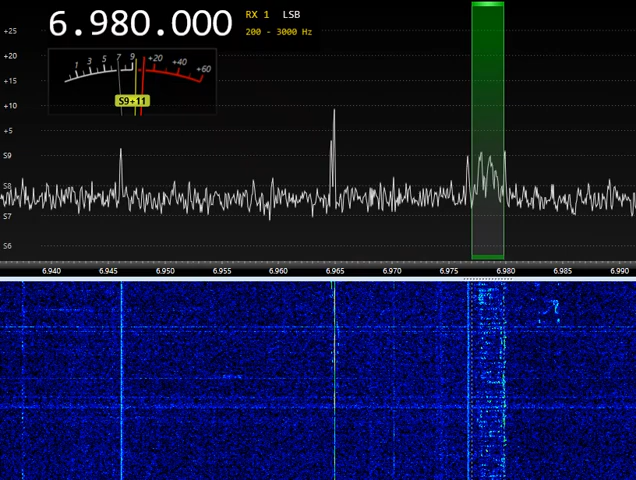 6.980.000 RX 1 LSB
200 - 3000 Hz
1 3 5 7 9 +20 +40 +60
S9+11
+25
+20
+15
+10
+5
S9
S8
S7
S6
6.940 6.946 6.950 6.955 6.960 6.965 6.970 6.975 6.980 6.985 6.990